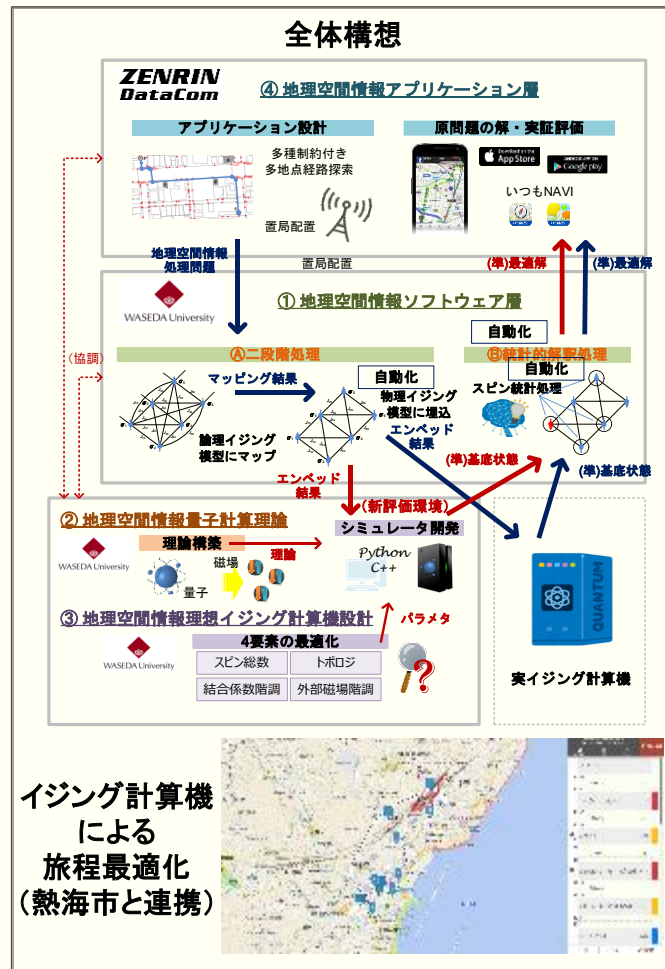 全体構想
ZENRIN
DataCom
④ 地理空間情報アプリケーション層
アプリケーション設計
原問題の解・実証評価
多種制約付き
多地点経路探索
Download on the
App Store
ANDROID APP ON
Google play
いつもNAVI
置局配置
地理空間情報
処理問題
置局配置
(準)最適解
(準)最適解
WASEDA University
① 地理空間情報ソフトウェア層
自動化
Ⓐ二段階処理
Ⓑ統計的解釈処理
(協調)
マッピング結果
自動化
自動化
スピン統計処理
物理イジング
模型に埋込
論理イジング
模型にマップ
エンベッド
結果
エンベッド
結果
(準)基底状態
(準)基底状態
(新評価環境)
② 地理空間情報量子計算理論
シミュレータ開発
WASEDA University
理論構築
理論
磁場
量子
Python
C++
QUANTUM
③ 地理空間情報理想イジング計算機設計
パラメタ
WASEDA University
4要素の最適化
スピン総数
トポロジ
結合係数階調
外部磁場階調
?
実イジング計算機
イジング計算機
による
旅程最適化
(熱海市と連携)